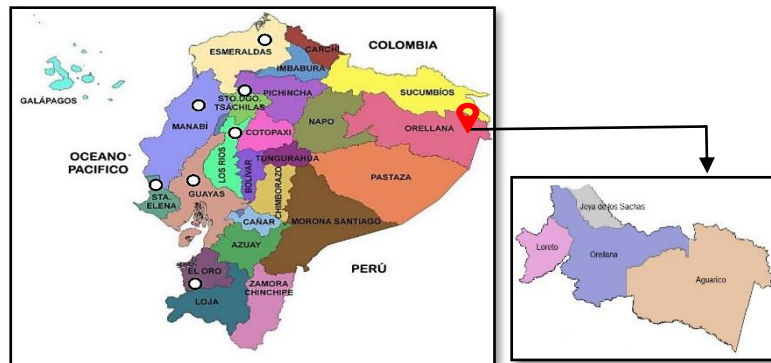 ESMERALDAS
CARCHI
COLOMBIA
IMBABURA
GALÁPAGOS
SUCUMBÍOS
STO.DGO.
TSÁCHILAS
PICHINCHA
MANABÍ
NAPO
ORELLANA
COTOPAXI
OCEANO
PACIFICO
LOS RIOS
BOLÍVAR
TUNGURAHUA
CHIMBORAZO
PASTAZA
STA.
ELENA
GUAYAS
CAÑAR
MORONA SANTIAGO
AZUAY
PERÚ
EL ORO
ZAMORA
CHINCHIPE
LOJA
Joya de los Sachas
Loreto
Orellana
Aguarico